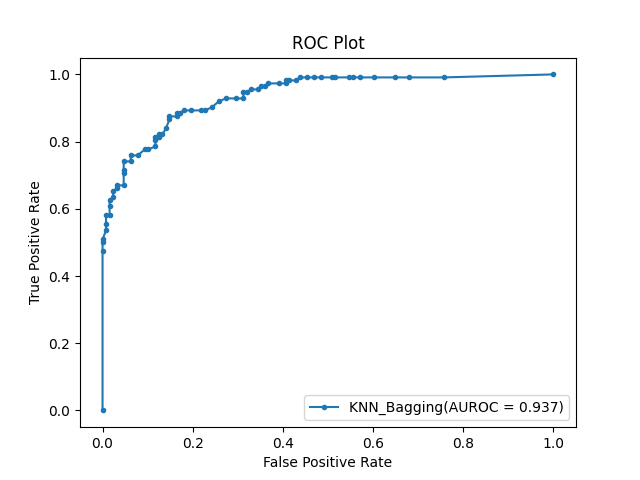 ROC Plot
1.0
0.8
0.6
0.4
0.2
0.0
True Positive Rate
KNN_Bagging(AUROC = 0.937)
0.0 0.2 0.4 0.6 0.8 1.0
False Positive Rate